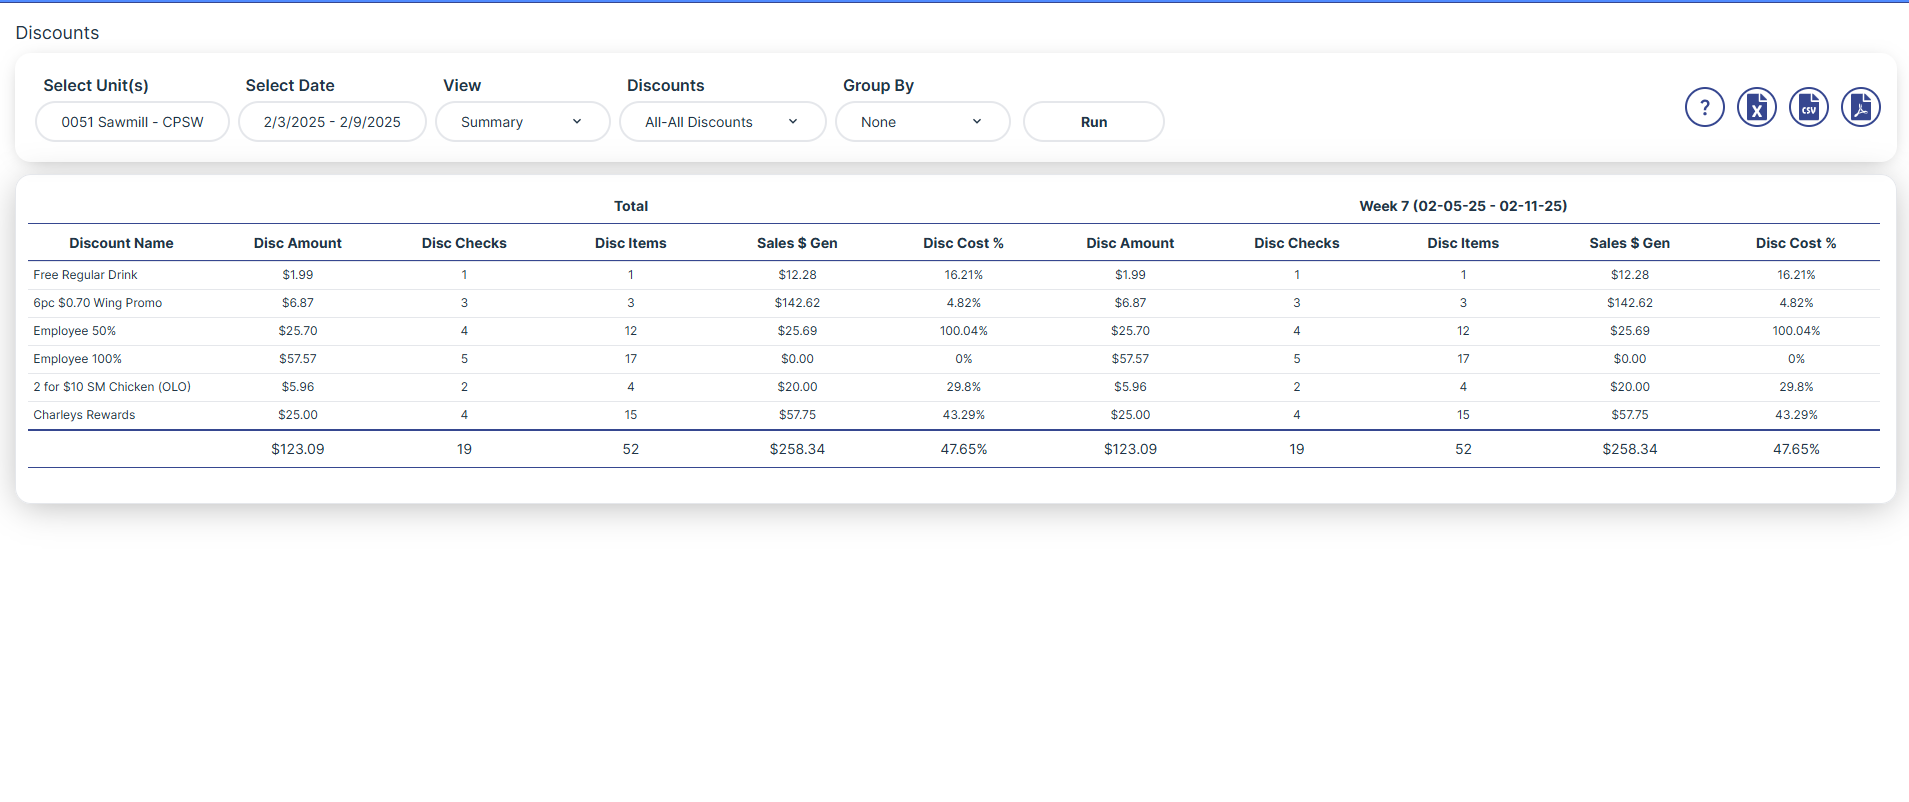 Discounts
Select Unit(s) Select Date View Discounts Group By
0051 Sawmill - CPSW 2/3/2025 - 2/9/2025 Summary All-All Discounts None Run ? X CSV
Total Week 7 (02-05-25 - 02-11-25)
Discount Name Disc Amount Disc Checks Disc Items Sales $ Gen Disc Cost % Disc Amount Disc Checks Disc Items Sales $ Gen Disc Cost %
Free Regular Drink $1.99 1 1 $12.28 16.21% $1.99 1 1 $12.28 16.21%
6pc $0.70 Wing Promo $6.87 3 3 $142.62 4.82% $6.87 3 3 $142.62 4.82%
Employee 50% $25.70 4 12 $25.69 100.04% $25.70 4 12 $25.69 100.04%
Employee 100% $57.57 5 17 $0.00 0% $57.57 5 17 $0.00 0%
2 for $10 SM Chicken (OLO) $5.96 2 4 $20.00 29.8% $5.96 2 4 $20.00 29.8%
Charleys Rewards $25.00 4 15 $57.75 43.29% $25.00 4 15 $57.75 43.29%
$123.09 19 52 $258.34 47.65% $123.09 19 52 $258.34 47.65%